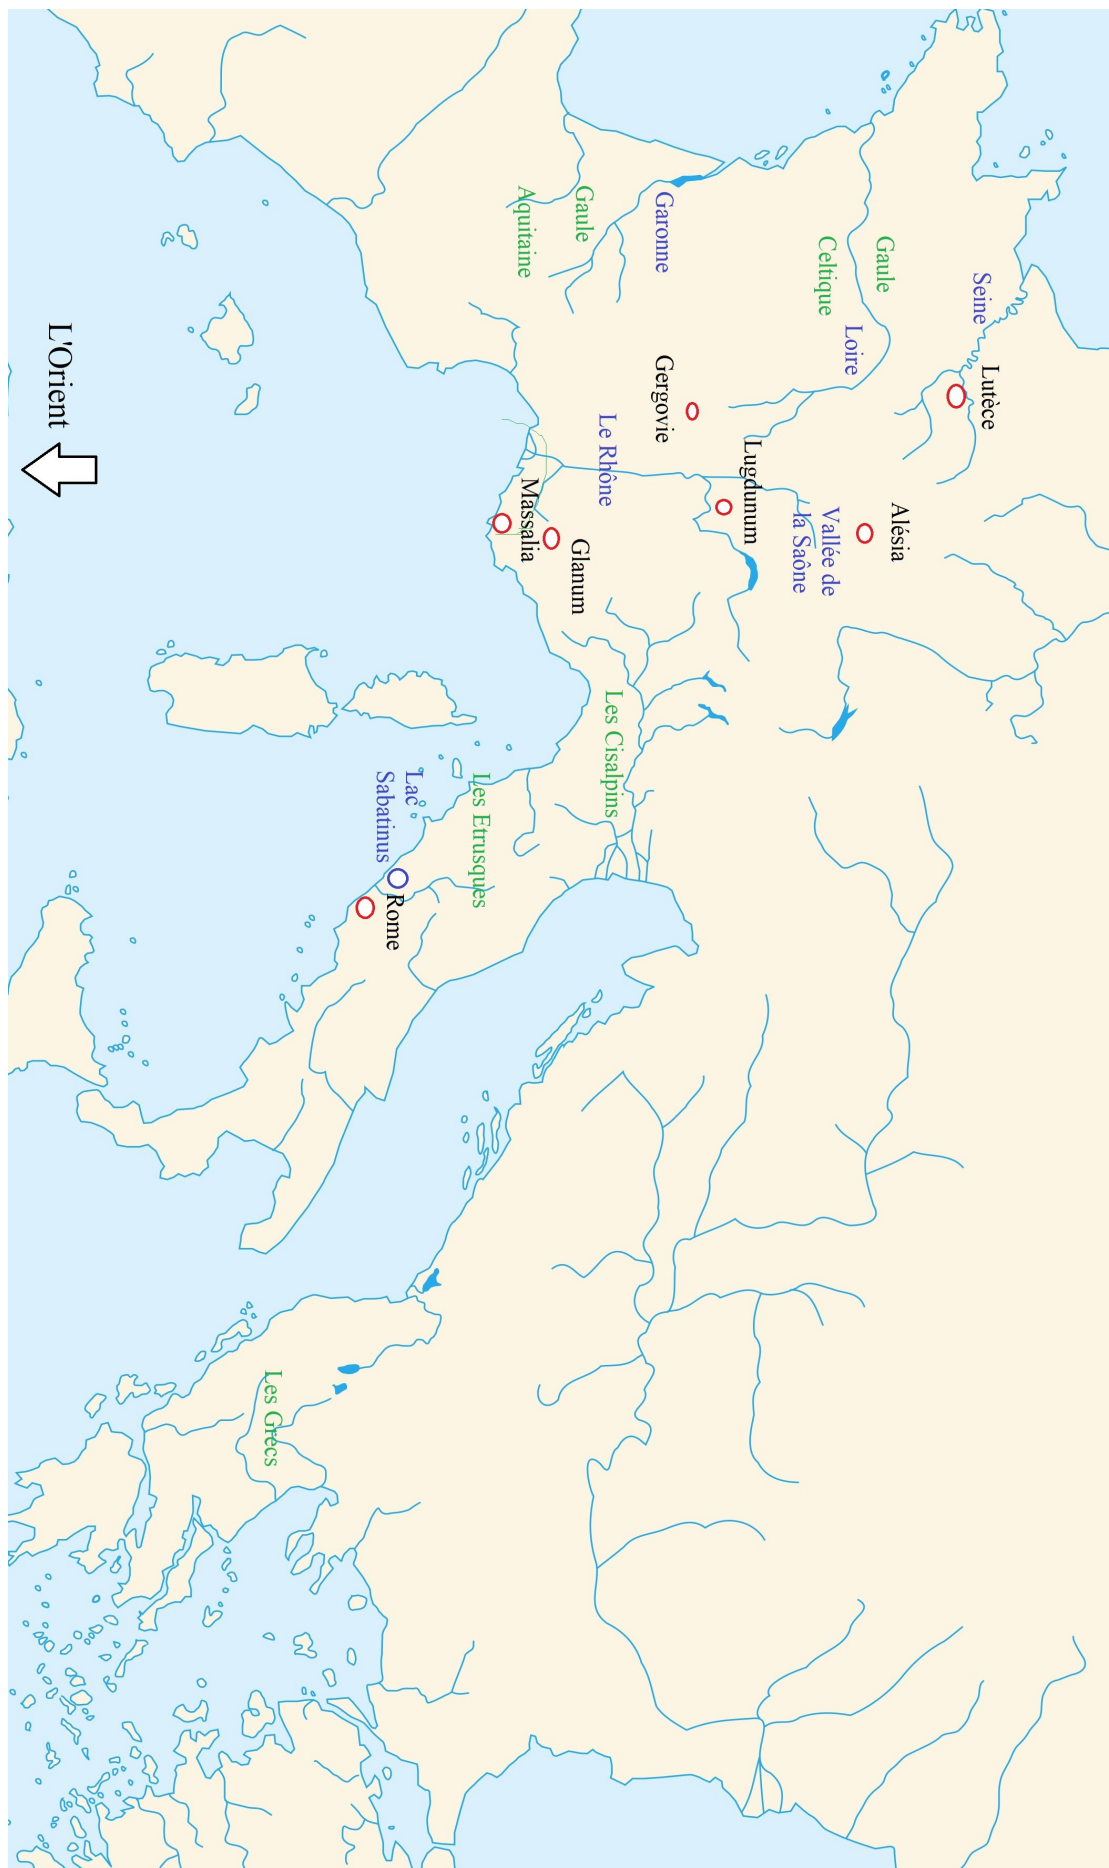 Seine
Lutèce
Gaule
Celtique
Loire
Alésia
Vallée de
la Saône
Lugdunum
Gergovie
Garonne
Le Rhône
Gaule
Aquitaine
Glanum
Massalia
Les Cisalpins
Les Etrusques
Lac
Sabatinus
Rome
Les Grecs
L'Orient